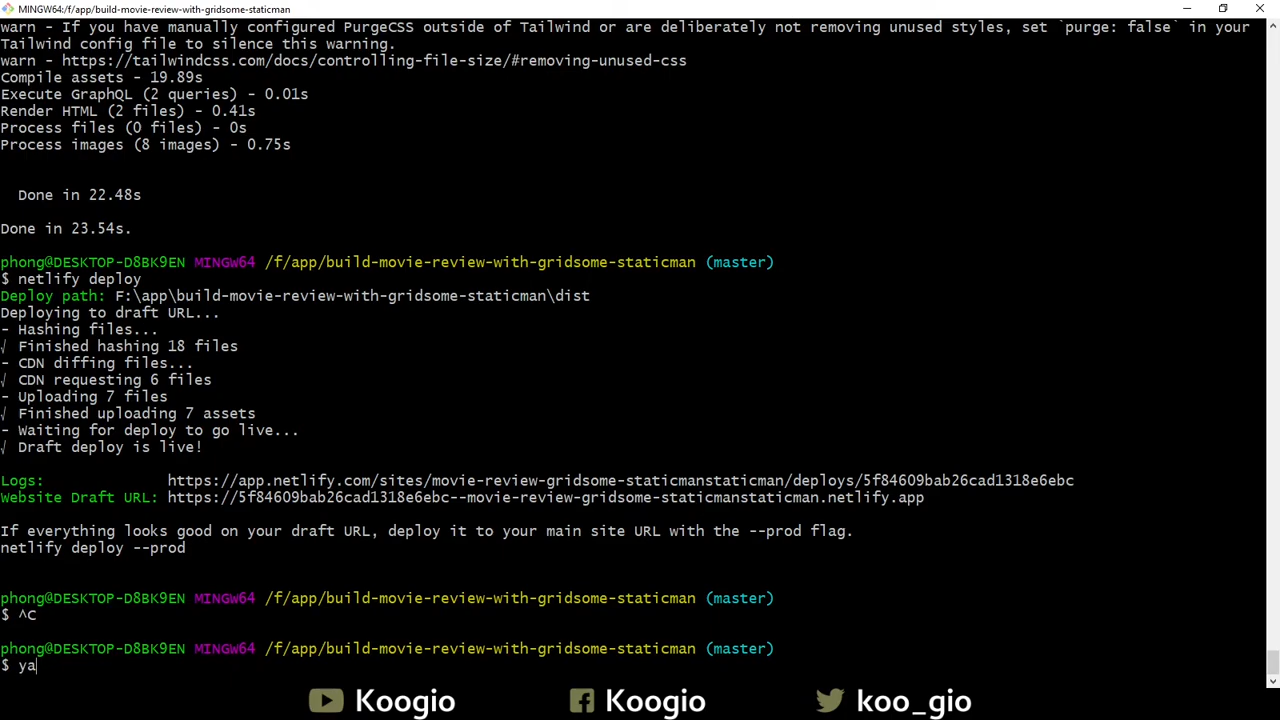 MINGW64:/f/app/build-movie-review-with-gridsome-staticman
warn - If you have manually configured PurgeCSS outside of Tailwind or are deliberately not removing unused styles, set `purge: false` in your
Tailwind config file to silence this warning.
warn - https://tailwindcss.com/docs/controlling-file-size/#removing-unused-css
Compile assets - 19.89s
Execute GraphQL (2 queries) - 0.01s
Render HTML (2 files) - 0.41s
Process files (0 files) - 0s
Process images (8 images) - 0.75s
Done in 22.48s
Done in 23.54s.
phong@DESKTOP-D8BK9EN MINGW64 /f/app/build-movie-review-with-gridsome-staticman (master)
$ netlify deploy
Deploy path: F:\app\build-movie-review-with-gridsome-staticman\dist
Deploying to draft URL...
- Hashing files...
√ Finished hashing 18 files
- CDN diffing files...
√ CDN requesting 6 files
- Uploading 7 files
√ Finished uploading 7 assets
- Waiting for deploy to go live...
√ Draft deploy is live!
Logs: https://app.netlify.com/sites/movie-review-gridsome-staticmanstaticman/deploys/5f84609bab26cad1318e6ebc
Website Draft URL: https://5f84609bab26cad1318e6ebc--movie-review-gridsome-staticmanstaticman.netlify.app
If everything looks good on your draft URL, deploy it to your main site URL with the --prod flag.
netlify deploy --prod
phong@DESKTOP-D8BK9EN MINGW64 /f/app/build-movie-review-with-gridsome-staticman (master)
$ ^C
phong@DESKTOP-D8BK9EN MINGW64 /f/app/build-movie-review-with-gridsome-staticman (master)
$ ya
Koogio Koogio koo_gio